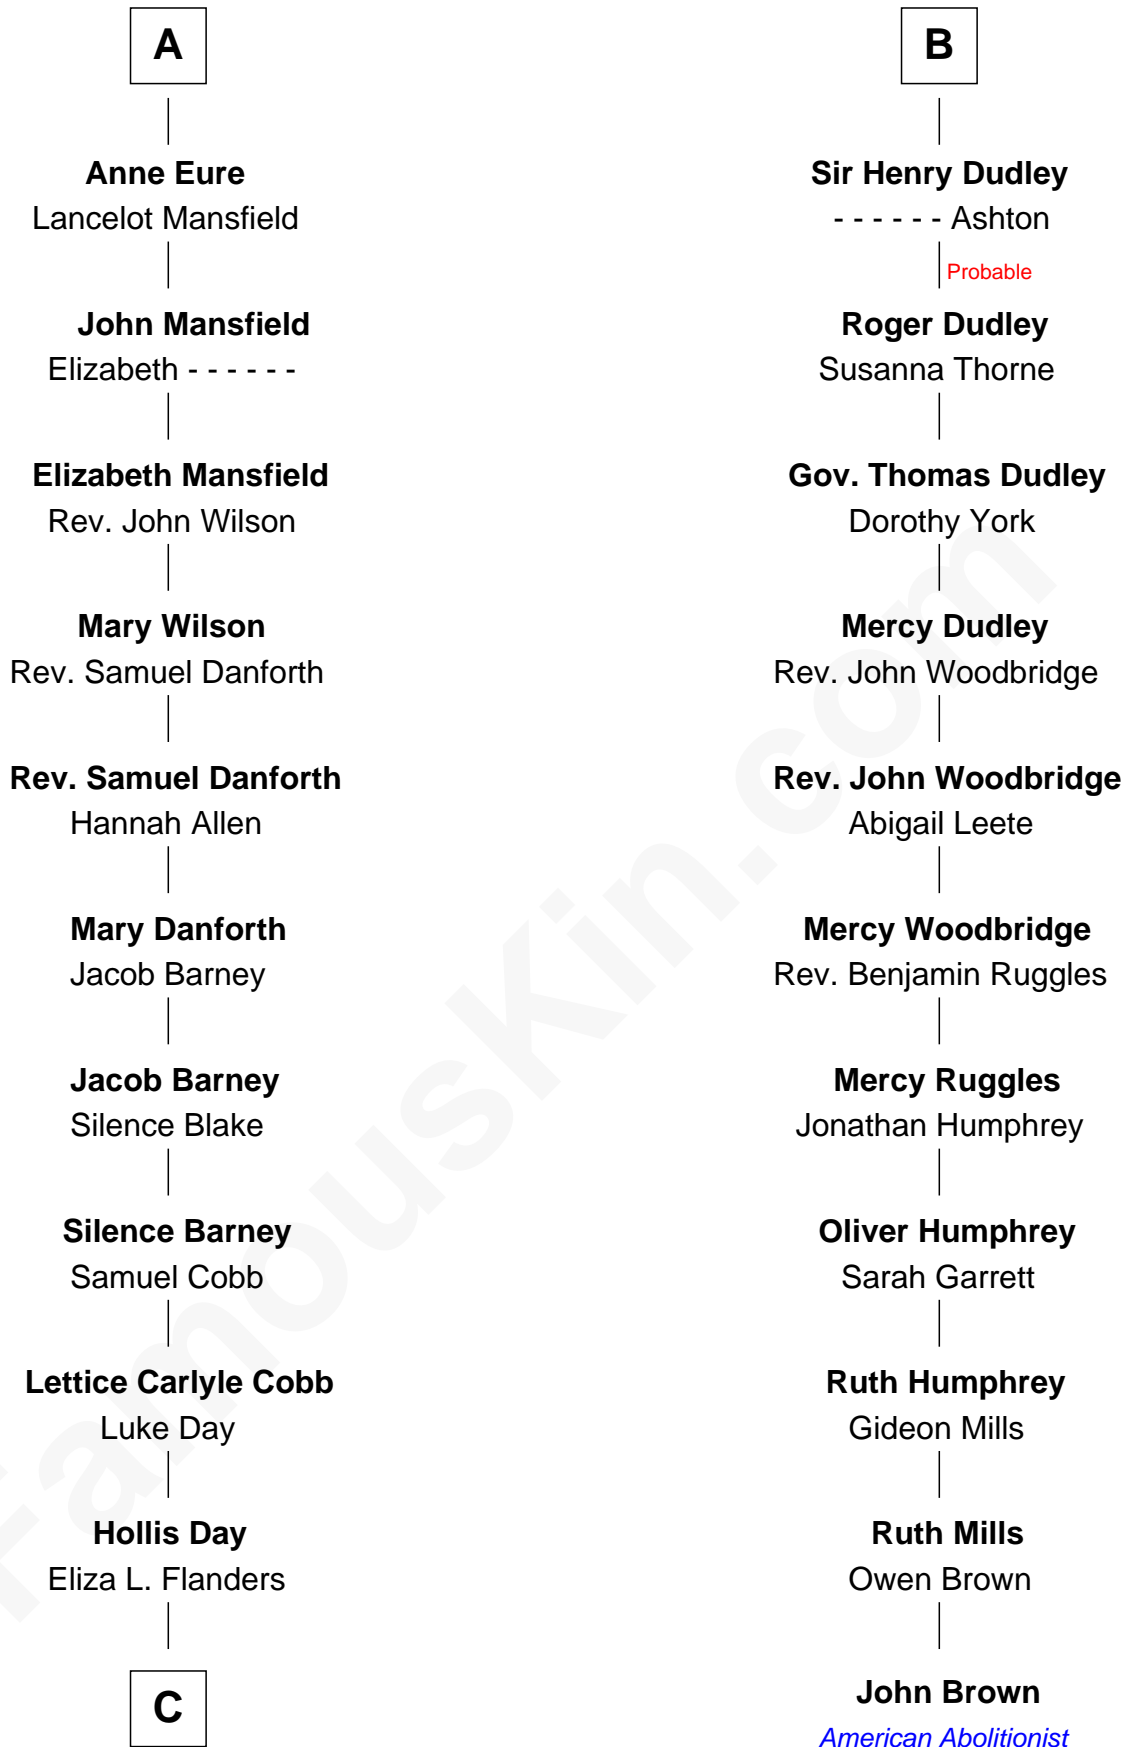 A
Anne Eure
Lancelot Mansfield
John Mansfield
Elizabeth - - - - - -
Elizabeth Mansfield
Rev. John Wilson
Mary Wilson
Rev. Samuel Danforth
Rev. Samuel Danforth
Hannah Allen
Mary Danforth
Jacob Barney
Jacob Barney
Silence Blake
Silence Barney
Samuel Cobb
Lettice Carlyle Cobb
Luke Day
Hollis Day
Eliza L. Flanders
C
B
Sir Henry Dudley
- - - - - - Ashton
Probable
Roger Dudley
Susanna Thorne
Gov. Thomas Dudley
Dorothy York
Mercy Dudley
Rev. John Woodbridge
Rev. John Woodbridge
Abigail Leete
Mercy Woodbridge
Rev. Benjamin Ruggles
Mercy Ruggles
Jonathan Humphrey
Oliver Humphrey
Sarah Garrett
Ruth Humphrey
Gideon Mills
Ruth Mills
Owen Brown
John Brown
American Abolitionist
FamousKin.com